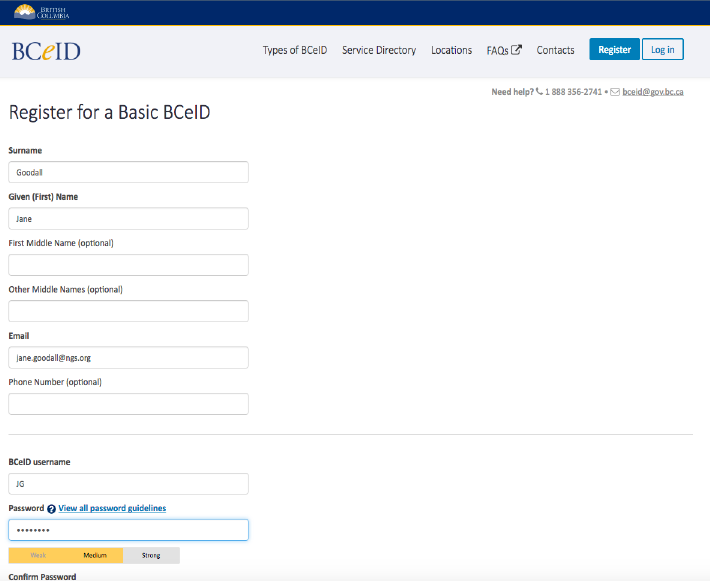 BRITISH
COLUMBIA
BCeID
Types of BCeID Service Directory Locations FAQs Contacts Register Log in
Need help? 1 888 356-2741 • bceid@gov.bc.ca
Register for a Basic BCeID
Surname
Goodall
Given (First) Name
Jane
First Middle Name (optional)
Other Middle Names (optional)
Email
jane.goodall@ngs.org
Phone Number (optional)
BCeID username
JG
Password ? View all password guidelines
••••••••
Weak Medium Strong
Confirm Password